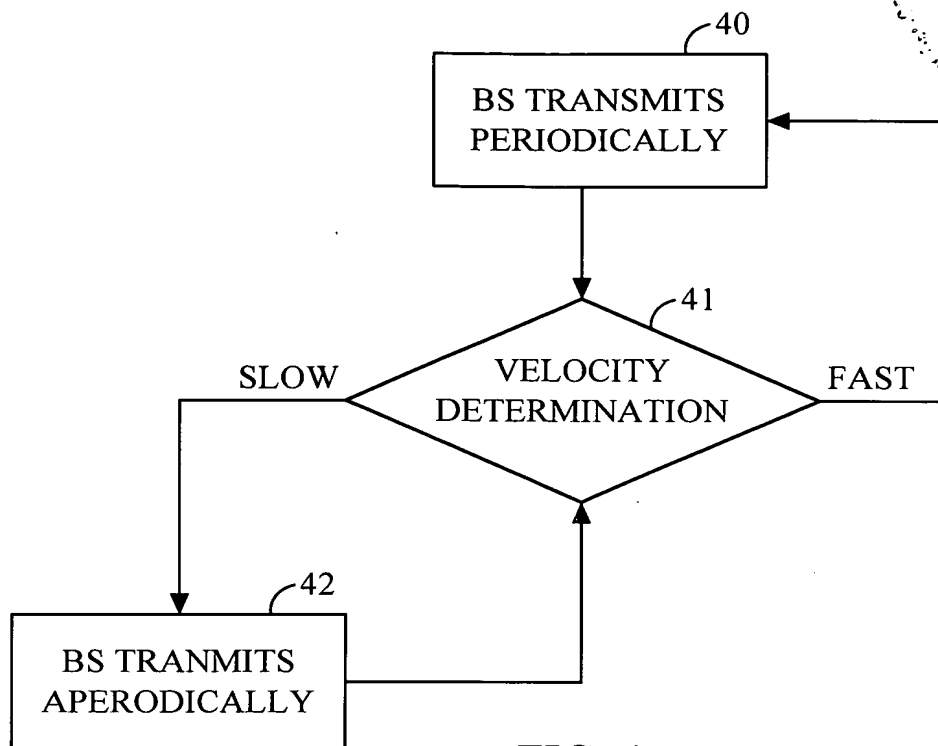 40
BS TRANSMITS
PERIODICALLY
41
VELOCITY
DETERMINATION
SLOW
FAST
42
BS TRANMITS
APERODICALLY